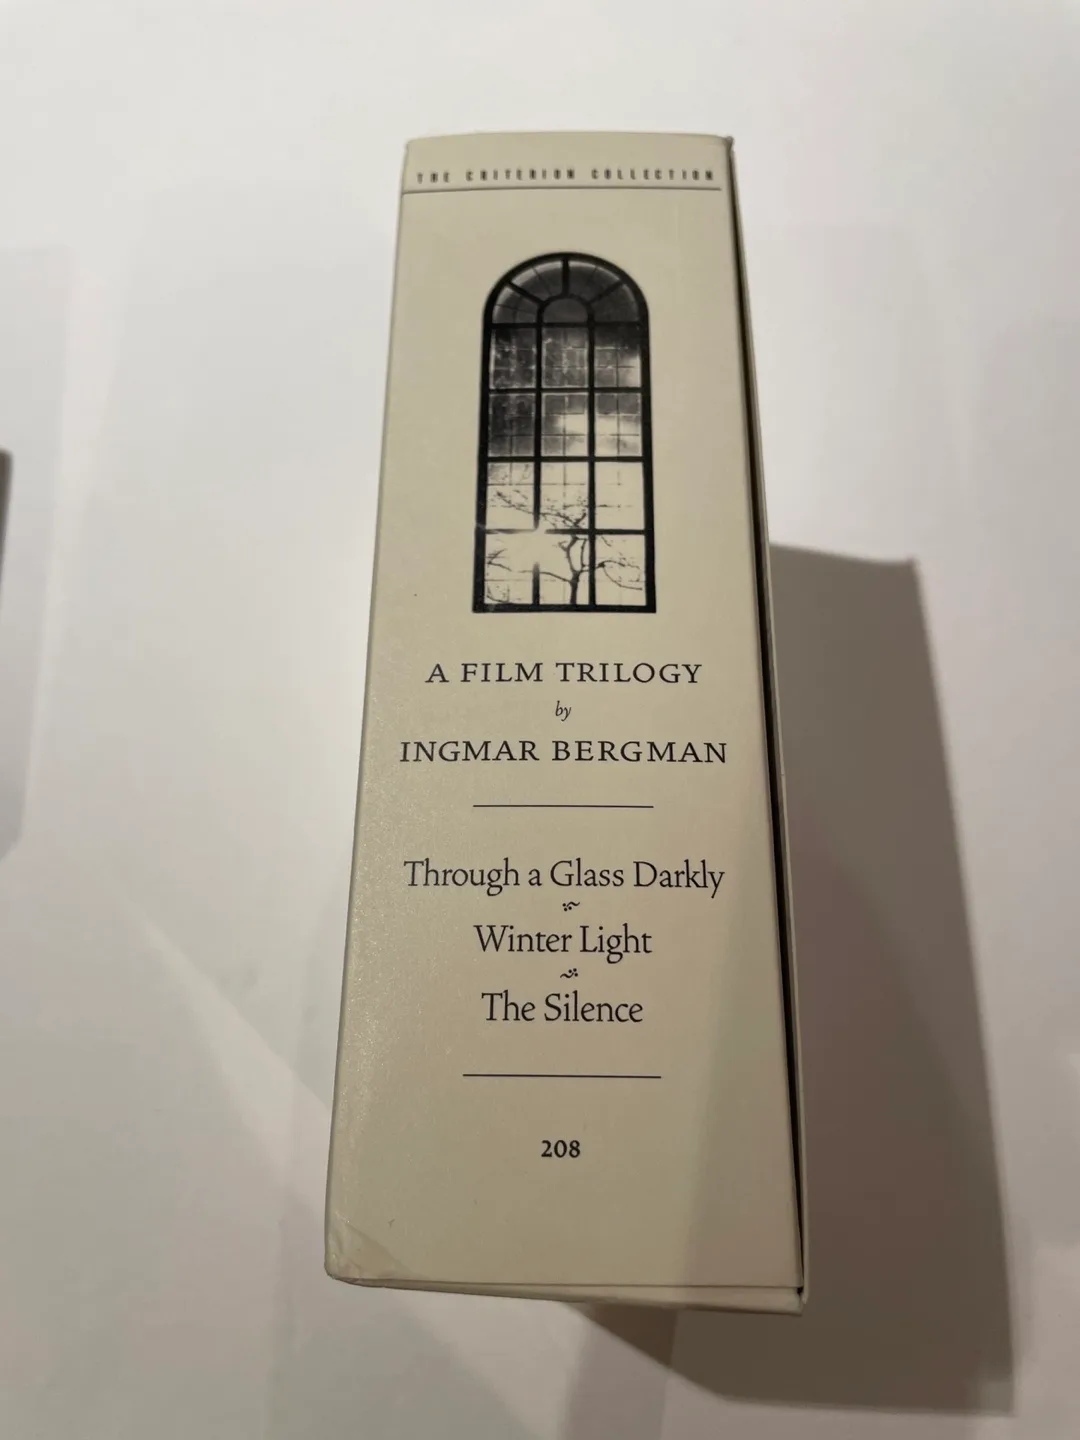 THE CRITERION COLLECTION
A FILM TRILOGY
by
INGMAR BERGMAN
Through a Glass Darkly
Winter Light
The Silence
208